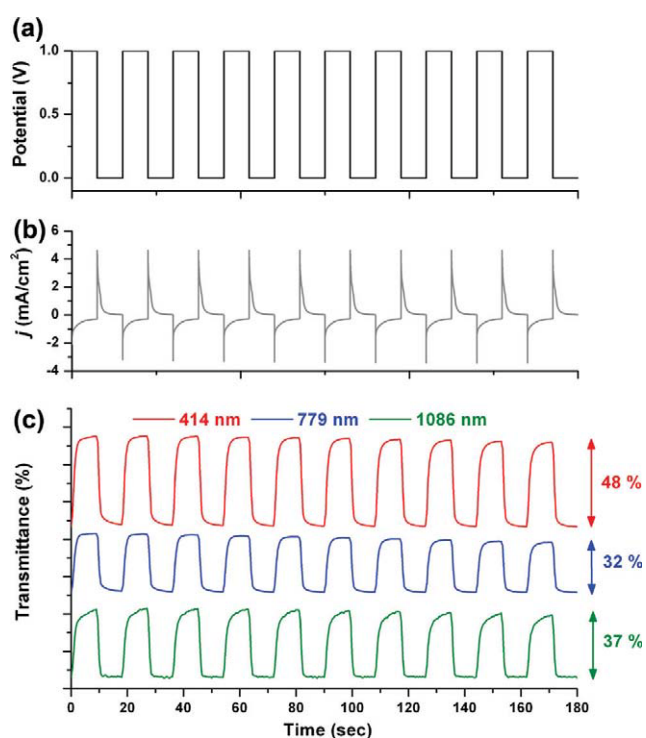 (a)
Potential (V)
1.0
0.5
0.0
(b)
j (mA/cm²)
6
4
2
0
-2
-4
(c)
414 nm 779 nm 1086 nm
Transmittance (%)
48 %
32 %
37 %
0 20 40 60 80 100 120 140 160 180
Time (sec)